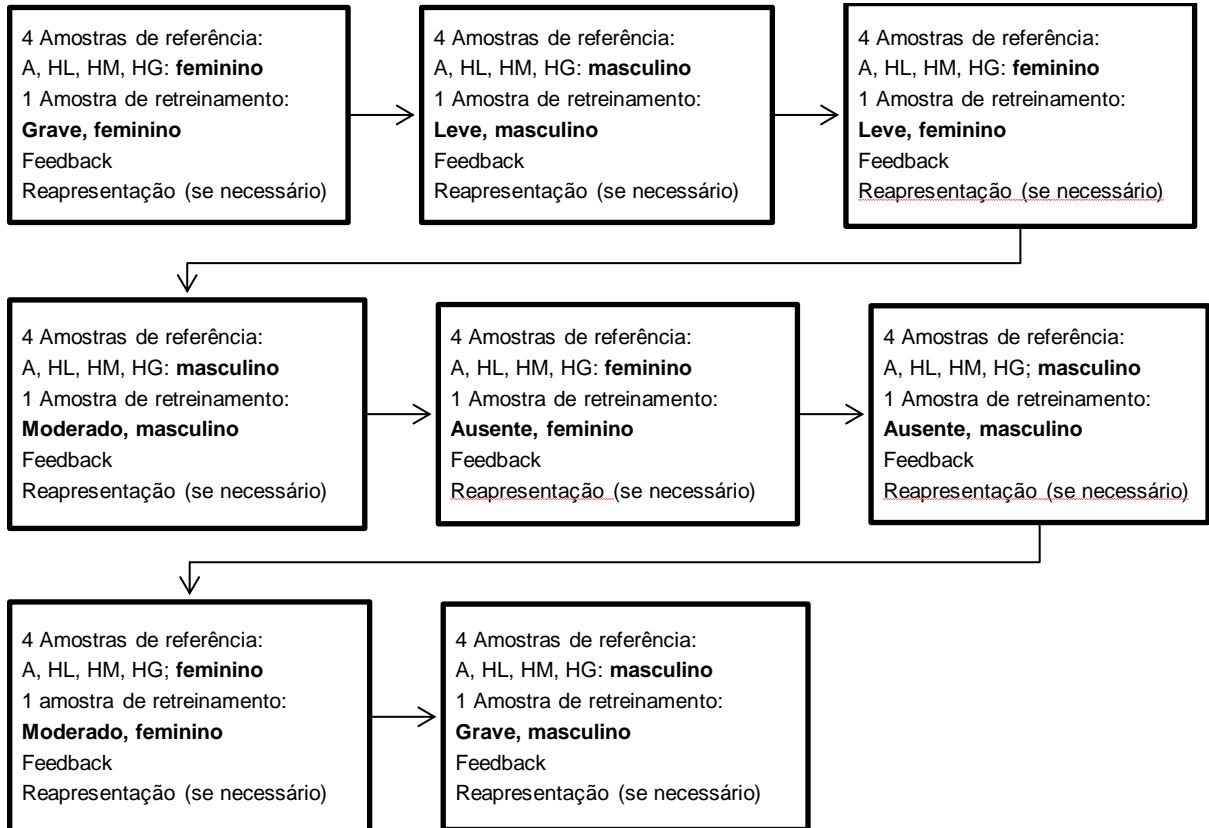 4 Amostras de referência:
A, HL, HM, HG: feminino
1 Amostra de retreinamento:
Grave, feminino
Feedback
Reapresentação (se necessário)
4 Amostras de referência:
A, HL, HM, HG: masculino
1 Amostra de retreinamento:
Leve, masculino
Feedback
Reapresentação (se necessário)
4 Amostras de referência:
A, HL, HM, HG: feminino
1 Amostra de retreinamento:
Leve, feminino
Feedback
Reapresentação (se necessário)
4 Amostras de referência:
A, HL, HM, HG: masculino
1 Amostra de retreinamento:
Moderado, masculino
Feedback
Reapresentação (se necessário)
4 Amostras de referência:
A, HL, HM, HG: feminino
1 Amostra de retreinamento:
Ausente, feminino
Feedback
Reapresentação (se necessário)
4 Amostras de referência:
A, HL, HM, HG; masculino
1 Amostra de retreinamento:
Ausente, masculino
Feedback
Reapresentação (se necessário)
4 Amostras de referência:
A, HL, HM, HG; feminino
1 amostra de retreinamento:
Moderado, feminino
Feedback
Reapresentação (se necessário)
4 Amostras de referência:
A, HL, HM, HG: masculino
1 Amostra de retreinamento:
Grave, masculino
Feedback
Reapresentação (se necessário)